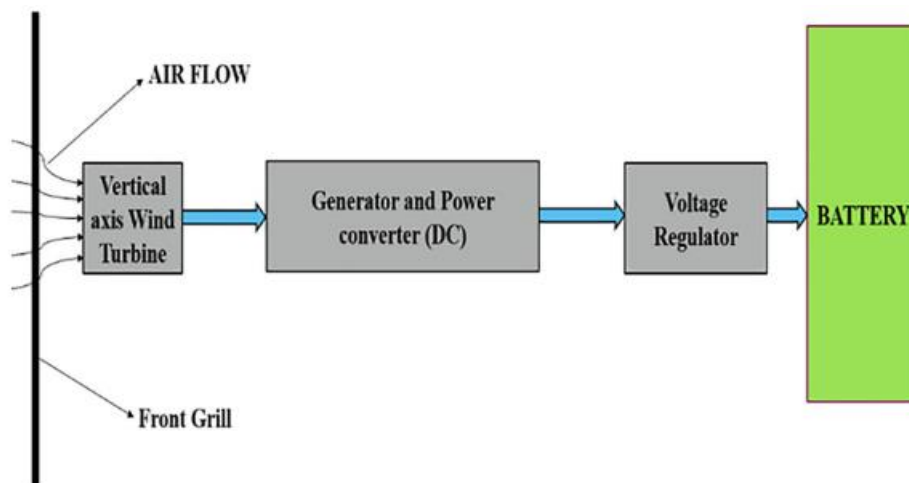 AIR FLOW
Vertical
axis Wind
Turbine
Generator and Power
converter (DC)
Voltage
Regulator
BATTERY
Front Grill